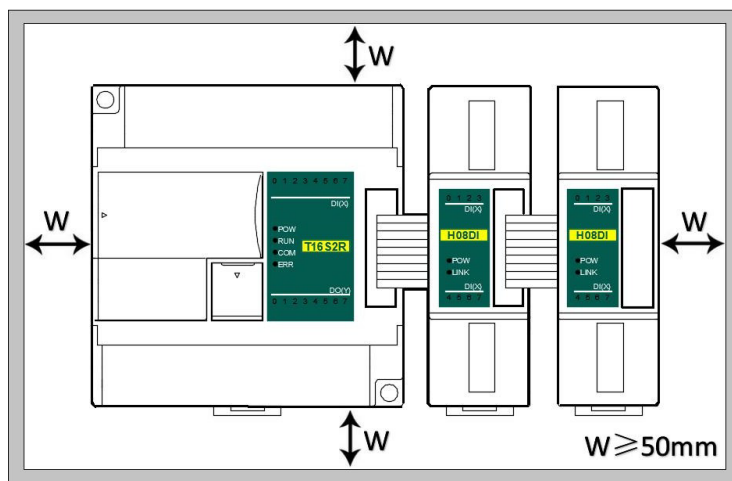 W
0 1 2 3 4 5 6 7
DI(X)
POW
RUN
COM
ERR
T16S2R
DO(Y)
0 1 2 3 4 5 6 7
0 1 2 3
DI(X)
H08DI
POW
LINK
DI(X)
4 5 6 7
0 1 2 3
DI(X)
H08DI
POW
LINK
DI(X)
4 5 6 7
W
W
W
W≥50mm